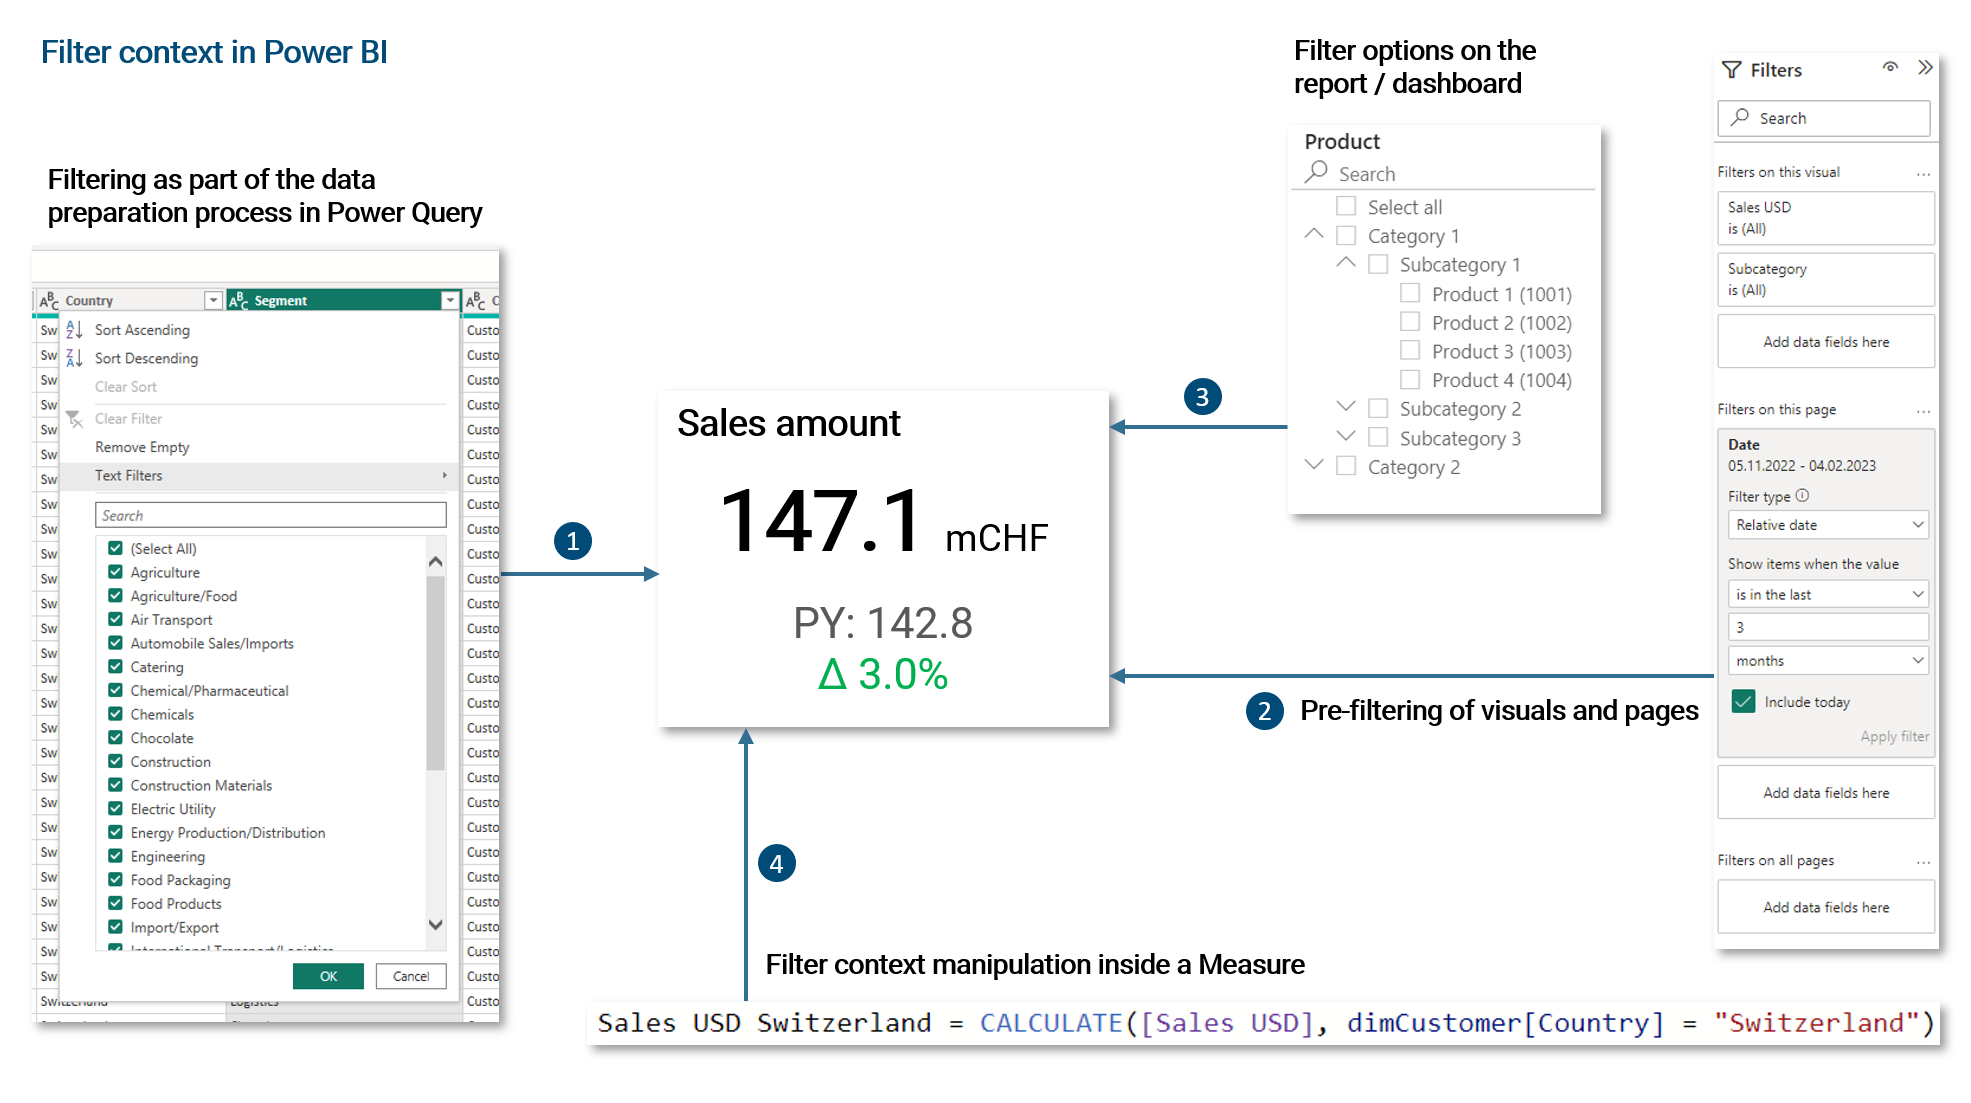 Filter context in Power BI
Filtering as part of the data
preparation process in Power Query
Country
Segment
Sort Ascending
Sort Descending
Clear Sort
Clear Filter
Remove Empty
Text Filters
Search
(Select All)
Agriculture
Agriculture/Food
Air Transport
Automobile Sales/Imports
Catering
Chemical/Pharmaceutical
Chemicals
Chocolate
Construction
Construction Materials
Electric Utility
Energy Production/Distribution
Engineering
Food Packaging
Food Products
Import/Export
OK
Cancel
1
Sales amount
147.1 mCHF
PY: 142.8
Δ 3.0%
Filter options on the
report / dashboard
Product
Search
Select all
Category 1
Subcategory 1
Product 1 (1001)
Product 2 (1002)
Product 3 (1003)
Product 4 (1004)
Subcategory 2
Subcategory 3
Category 2
3
2 Pre-filtering of visuals and pages
Filters
Search
Filters on this visual
...
Sales USD
is (All)
Subcategory
is (All)
Add data fields here
Filters on this page
...
Date
05.11.2022 - 04.02.2023
Filter type
Relative date
Show items when the value
is in the last
3
months
Include today
Apply filter
Add data fields here
Filters on all pages
...
Add data fields here
4
Filter context manipulation inside a Measure
Sales USD Switzerland = CALCULATE([Sales USD], dimCustomer[Country] = "Switzerland")